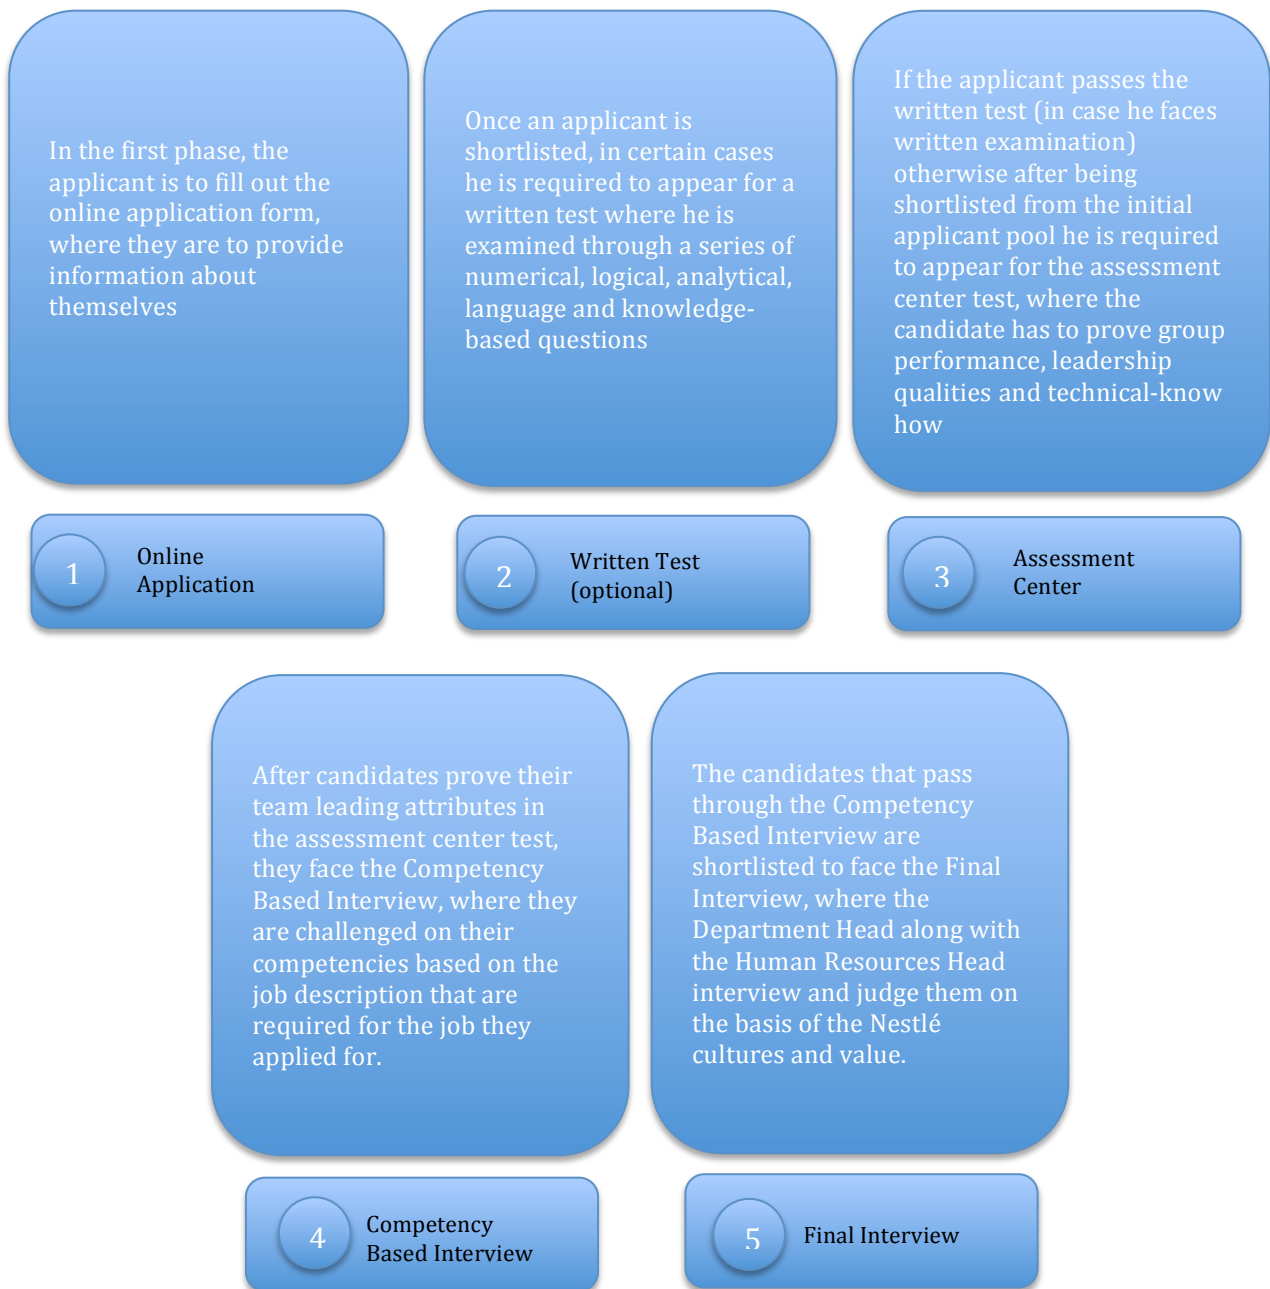 In the first phase, the
applicant is to fill out the
online application form,
where they are to provide
information about
themselves
Once an applicant is
shortlisted, in certain cases
he is required to appear for a
written test where he is
examined through a series of
numerical, logical, analytical,
language and knowledge-
based questions
If the applicant passes the
written test (in case he faces
written examination)
otherwise after being
shortlisted from the initial
applicant pool he is required
to appear for the assessment
center test, where the
candidate has to prove group
performance, leadership
qualities and technical-know
how
1
Online
Application
2
Written Test
(optional)
3
Assessment
Center
After candidates prove their
team leading attributes in
the assessment center test,
they face the Competency
Based Interview, where they
are challenged on their
competencies based on the
job description that are
required for the job they
applied for.
The candidates that pass
through the Competency
Based Interview are
shortlisted to face the Final
Interview, where the
Department Head along with
the Human Resources Head
interview and judge them on
the basis of the Nestlé
cultures and value.
4
Competency
Based Interview
5
Final Interview